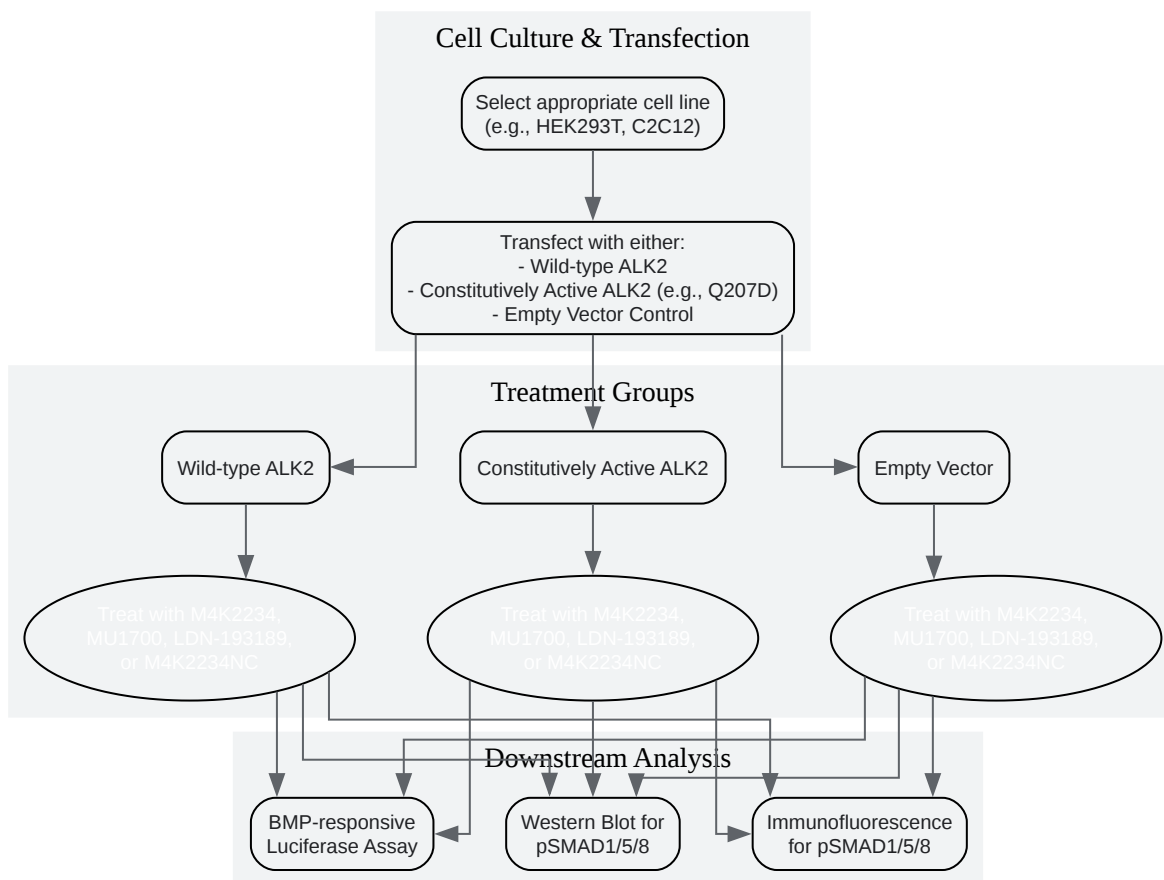 Cell Culture & Transfection
Select appropriate cell line
(e.g., HEK293T, C2C12)
Transfect with either:
- Wild-type ALK2
- Constitutively Active ALK2 (e.g., Q207D)
- Empty Vector Control
Treatment Groups
Wild-type ALK2
Constitutively Active ALK2
Empty Vector
Treat with M4K2234,
MU1700, LDN-193189,
or M4K2234NC
Treat with M4K2234,
MU1700, LDN-193189,
or M4K2234NC
Treat with M4K2234,
MU1700, LDN-193189,
or M4K2234NC
Downstream Analysis
BMP-responsive
Luciferase Assay
Western Blot for
pSMAD1/5/8
Immunofluorescence
for pSMAD1/5/8